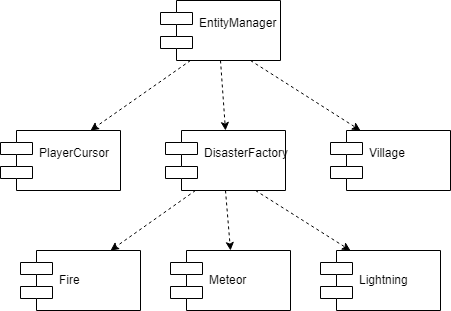 EntityManager
PlayerCursor
DisasterFactory
Village
Fire
Meteor
Lightning